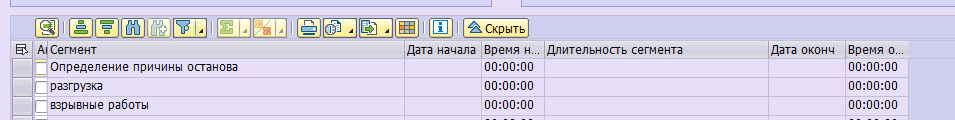 Скрыть
А Сегмент Дата начала Время н... Длительность сегмента Дата оконч Время о...
Определение причины останова 00:00:00 00:00:00
разгрузка 00:00:00 00:00:00
взрывные работы 00:00:00 00:00:00